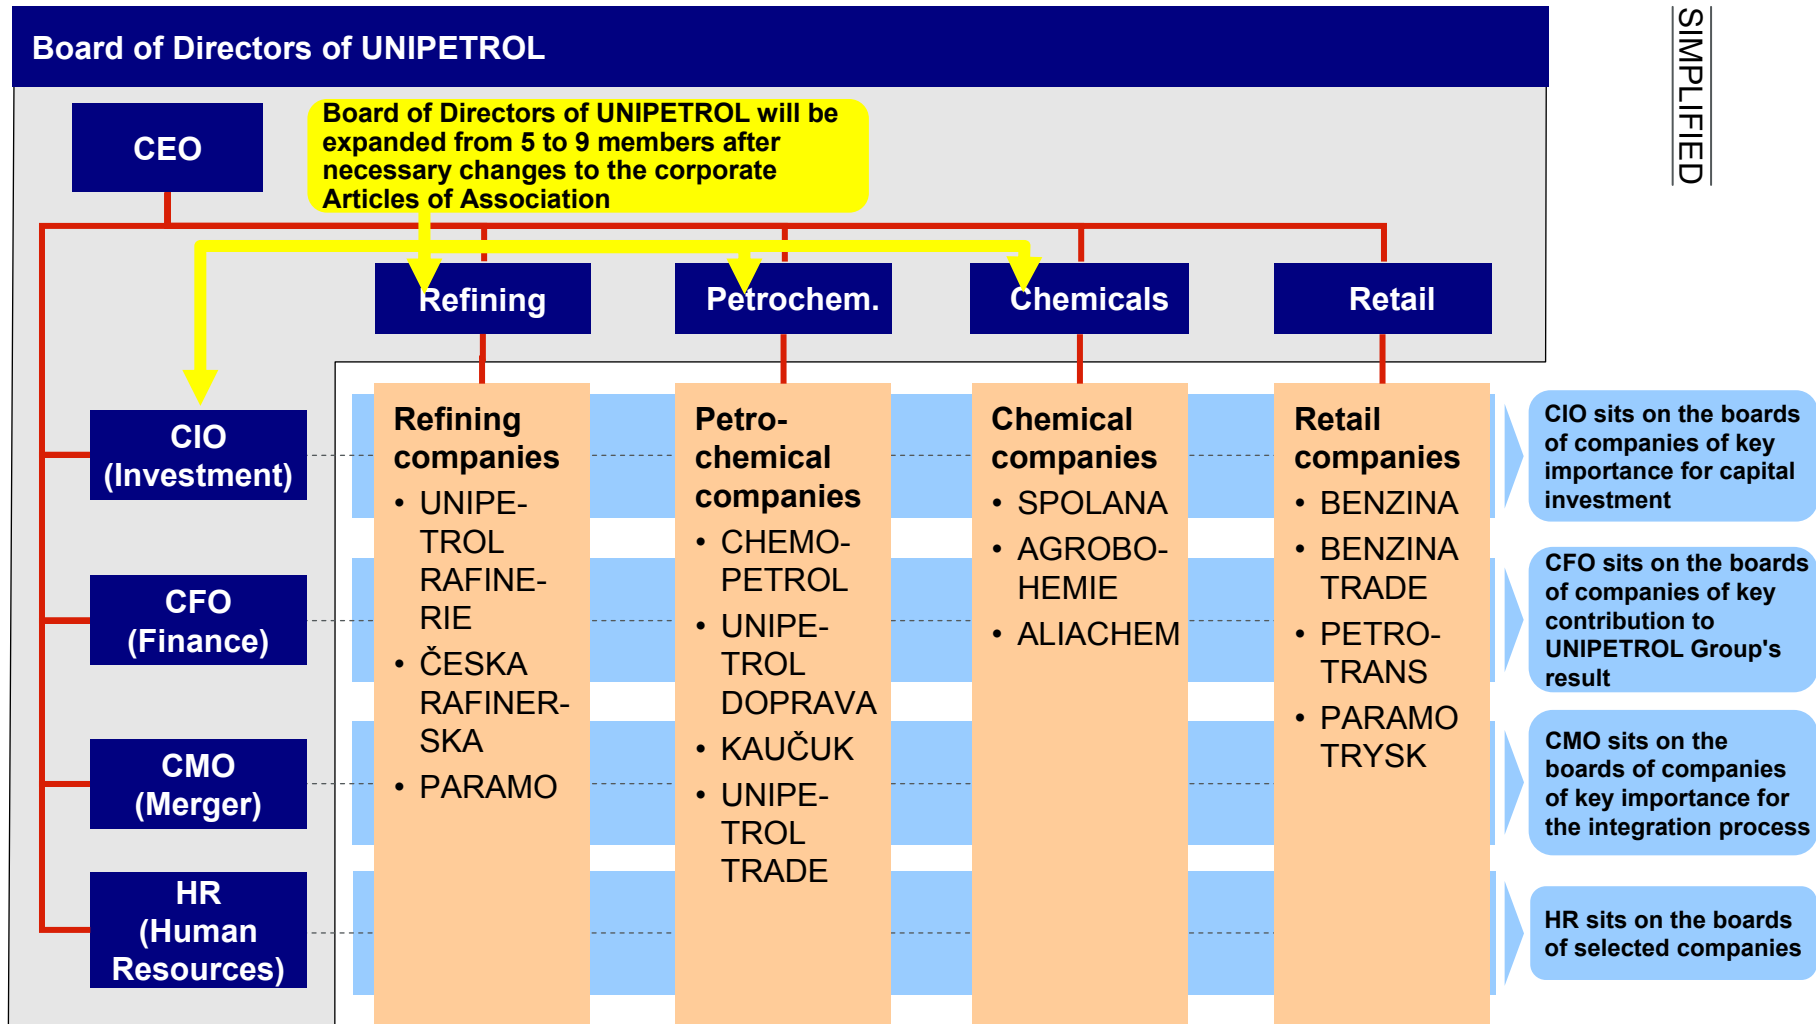 Board of Directors of UNIPETROL
SIMPLIFIED
CEO
Board of Directors of UNIPETROL will be
expanded from 5 to 9 members after
necessary changes to the corporate
Articles of Association
Refining
Petrochem.
Chemicals
Retail
CIO
(Investment)
CFO
(Finance)
CMO
(Merger)
HR
(Human
Resources)
Refining
companies
• UNIPE-
TROL
RAFINE-
RIE
• ČESKA
RAFINER-
SKA
• PARAMO
Petro-
chemical
companies
• CHEMO-
PETROL
• UNIPE-
TROL
DOPRAVA
• KAUČUK
• UNIPE-
TROL
TRADE
Chemical
companies
• SPOLANA
• AGROBO-
HEMIE
• ALIACHEM
Retail
companies
• BENZINA
• BENZINA
TRADE
• PETRO-
TRANS
• PARAMO
TRYSK
CIO sits on the boards
of companies of key
importance for capital
investment
CFO sits on the boards
of companies of key
contribution to
UNIPETROL Group's
result
CMO sits on the
boards of companies
of key importance for
the integration process
HR sits on the boards
of selected companies